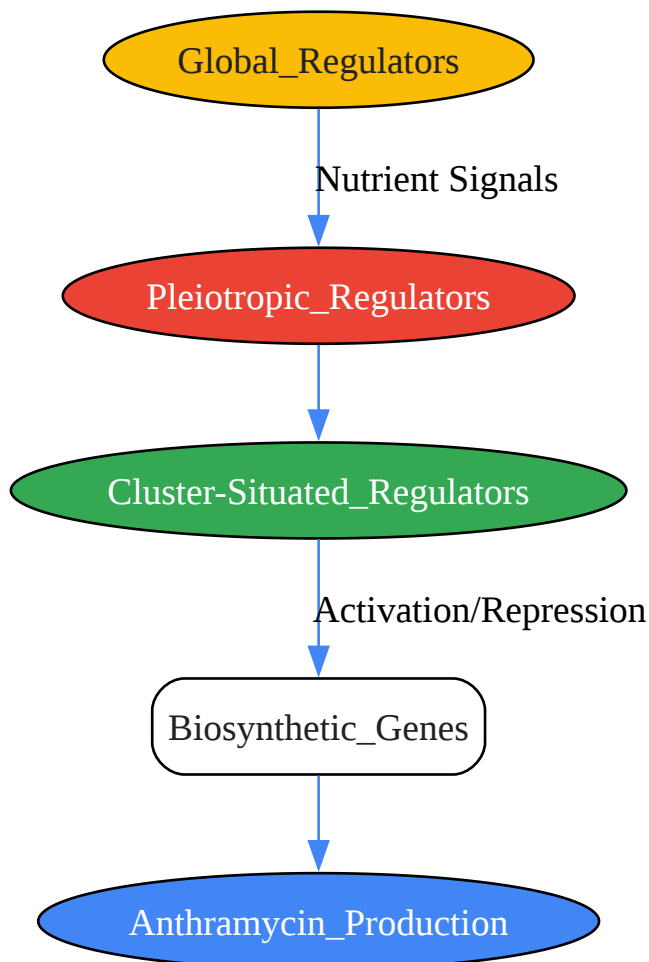 Global_Regulators
Nutrient Signals
Pleiotropic_Regulators
Cluster-Situated_Regulators
Activation/Repression
Biosynthetic_Genes
Anthramycin_Production